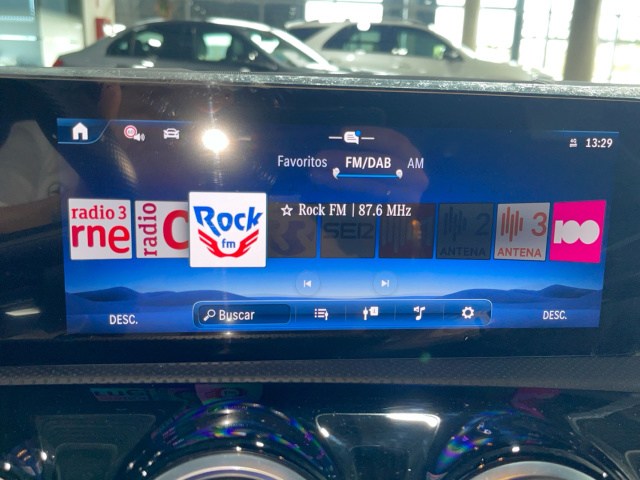 13:29
Favoritos FM/DAB AM
radio 3
rne
radio
C
Rock
fm
☆ Rock FM | 87.6 MHz
SER
2
ANTENA
3
ANTENA
100
DESC.
Buscar
DESC.